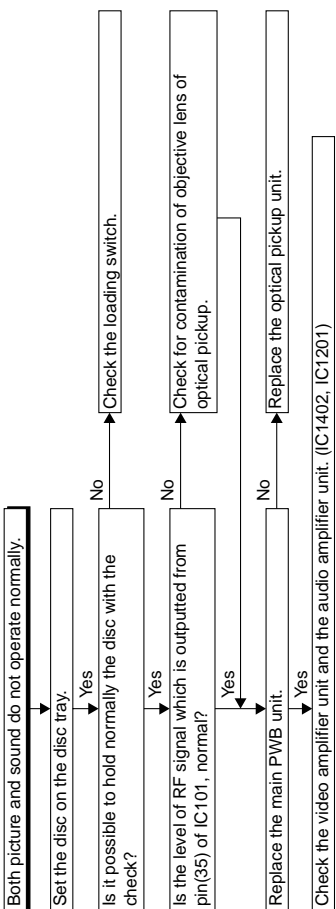 Both picture and sound do not operate normally.
Set the disc on the disc tray.
Yes
Is it possible to hold normally the disc with the
check?
No
Check the loading switch.
Yes
Is the level of RF signal which is outputted from
pin(35) of IC101, normal?
No
Check for contamination of objective lens of
optical pickup.
Yes
Replace the main PWB unit.
No
Replace the optical pickup unit.
Yes
Check the video amplifier unit and the audio amplifier unit. (IC1402, IC1201)